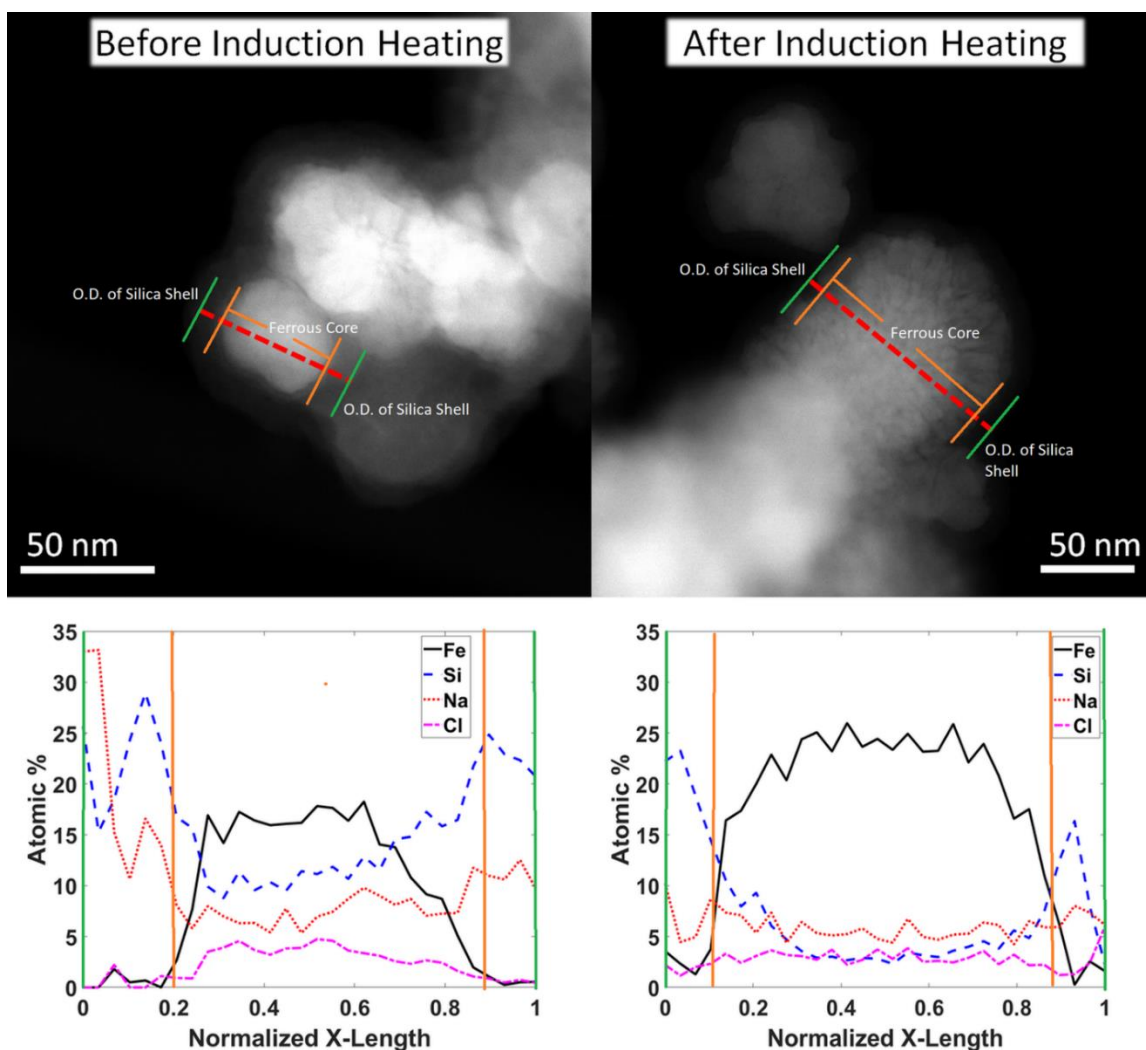 Before Induction Heating
After Induction Heating
O.D. of Silica Shell
Ferrous Core
O.D. of Silica Shell
50 nm
O.D. of Silica Shell
Ferrous Core
O.D. of Silica
Shell
50 nm
35
30
25
20
15
10
5
0
Atomic %
Fe
Si
Na
Cl
0
0.2
0.4
0.6
0.8
1
Normalized X-Length
35
30
25
20
15
10
5
0
Atomic %
Fe
Si
Na
Cl
0
0.2
0.4
0.6
0.8
1
Normalized X-Length